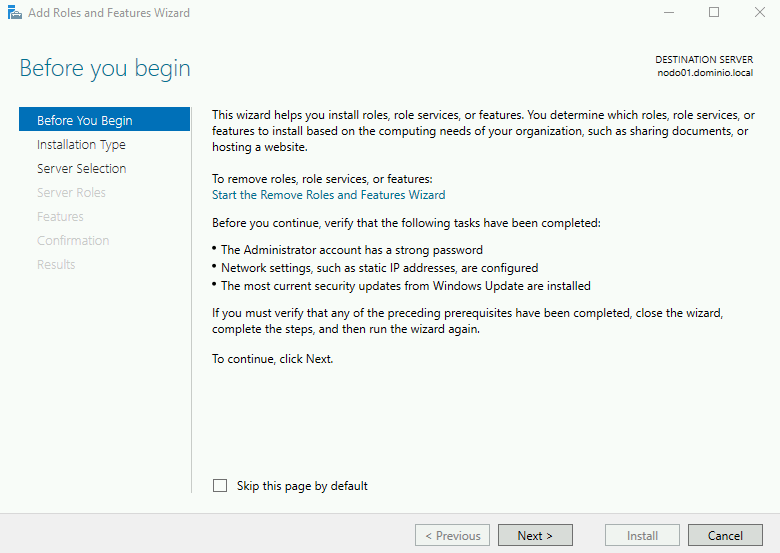 Add Roles and Features Wizard
Before you begin
DESTINATION SERVER
nodo01.dominio.local
Before You Begin
Installation Type
Server Selection
Server Roles
Features
Confirmation
Results
This wizard helps you install roles, role services, or features. You determine which roles, role services, or
features to install based on the computing needs of your organization, such as sharing documents, or
hosting a website.
To remove roles, role services, or features:
Start the Remove Roles and Features Wizard
Before you continue, verify that the following tasks have been completed:
• The Administrator account has a strong password
• Network settings, such as static IP addresses, are configured
• The most current security updates from Windows Update are installed
If you must verify that any of the preceding prerequisites have been completed, close the wizard,
complete the steps, and then run the wizard again.
To continue, click Next.
Skip this page by default
< Previous
Next >
Install
Cancel